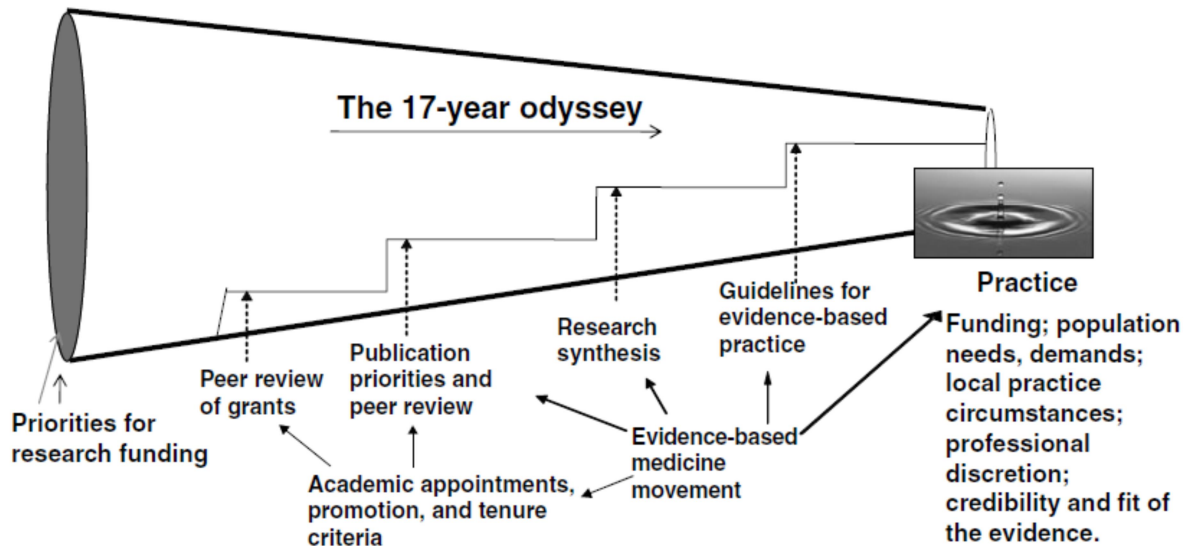 The 17-year odyssey
Priorities for
research funding
Peer review
of grants
Publication
priorities and
peer review
Research
synthesis
Guidelines for
evidence-based
practice
Academic appointments,
promotion, and tenure
criteria
Evidence-based
medicine
movement
Practice
Funding; population
needs, demands;
local practice
circumstances;
professional
discretion;
credibility and fit of
the evidence.